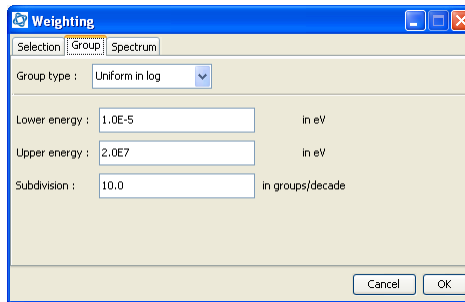 Weighting
Selection Group Spectrum
Group type : Uniform in log
Lower energy : 1.0E-5 in eV
Upper energy : 2.0E7 in eV
Subdivision : 10.0 in groups/decade
Cancel OK